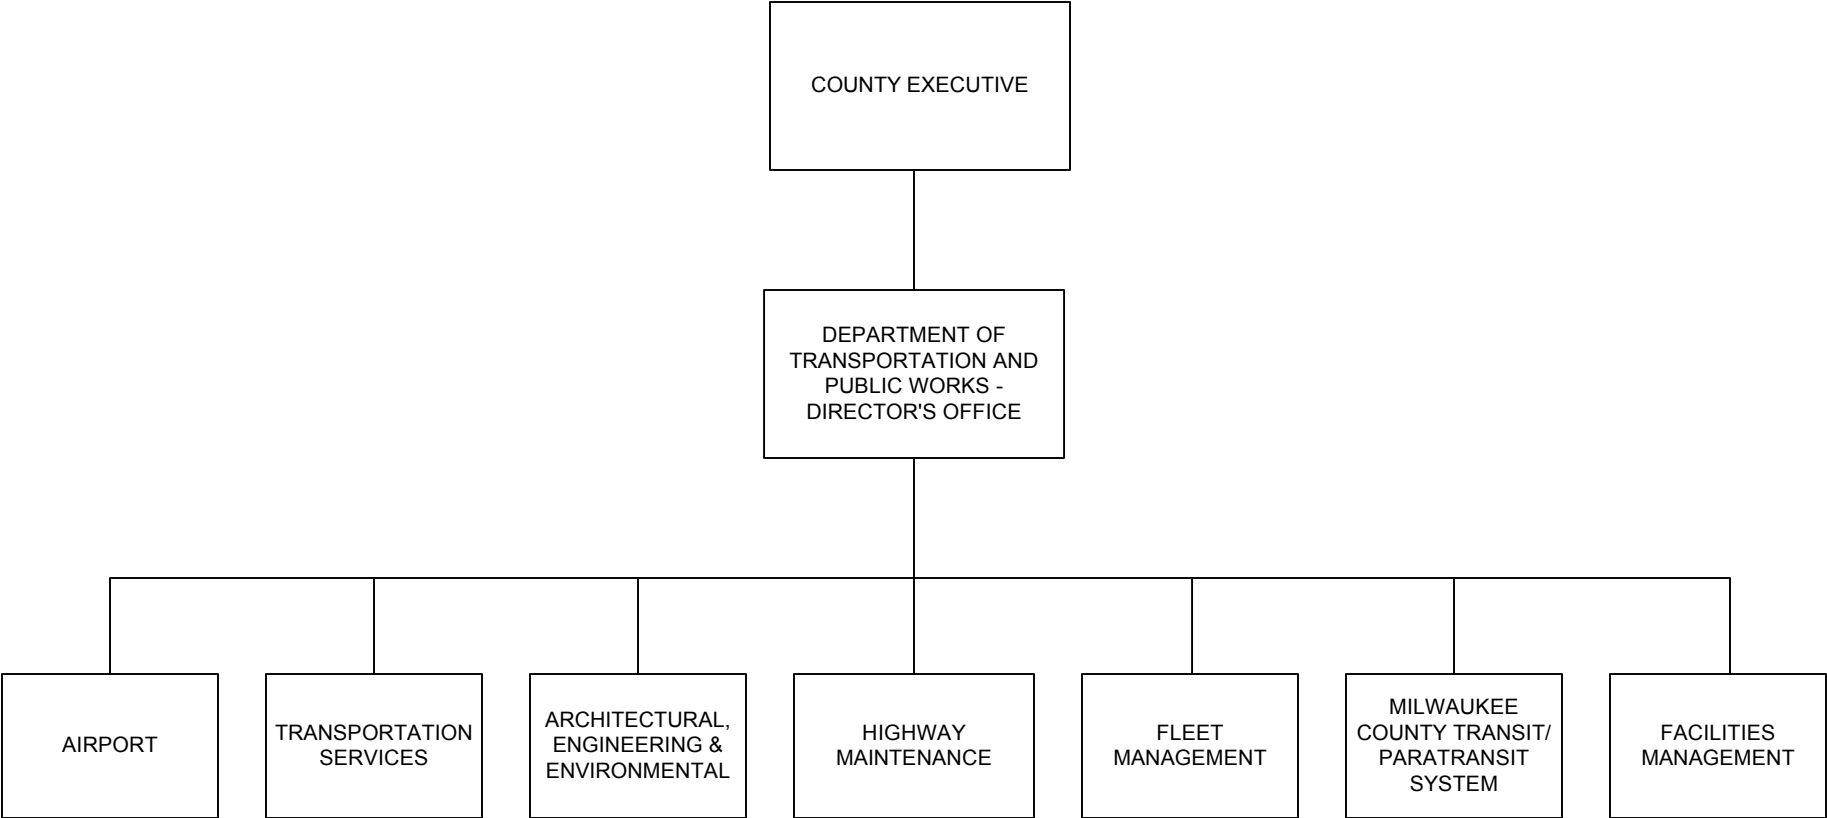 COUNTY EXECUTIVE
DEPARTMENT OF
TRANSPORTATION AND
PUBLIC WORKS -
DIRECTOR'S OFFICE
AIRPORT
TRANSPORTATION
SERVICES
ARCHITECTURAL,
ENGINEERING &
ENVIRONMENTAL
HIGHWAY
MAINTENANCE
FLEET
MANAGEMENT
MILWAUKEE
COUNTY TRANSIT/
PARATRANSIT
SYSTEM
FACILITIES
MANAGEMENT